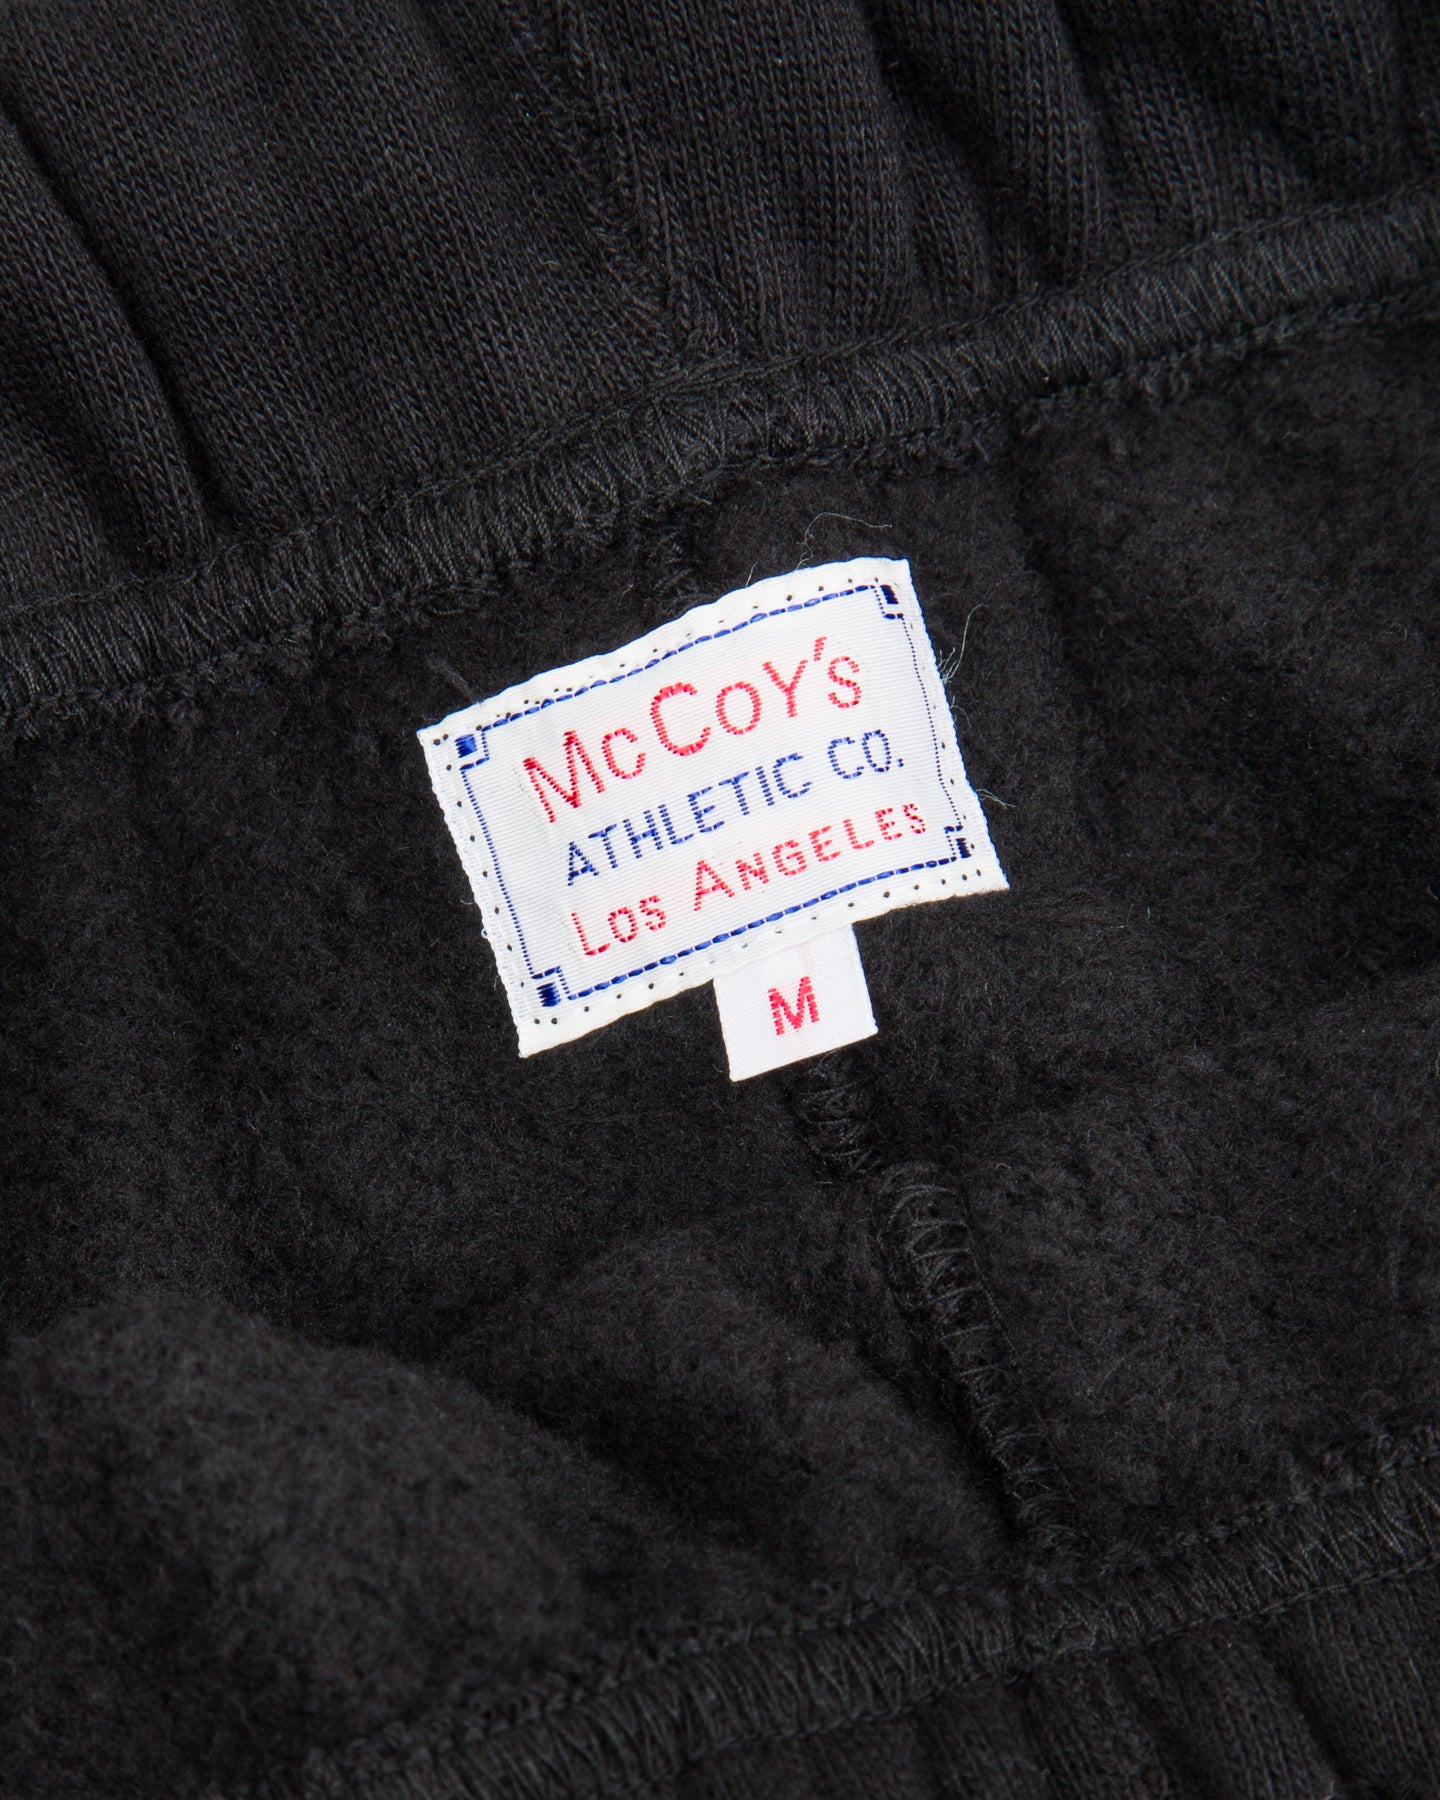 McCoy's
ATHLETIC CO.
LOS ANGELES
M